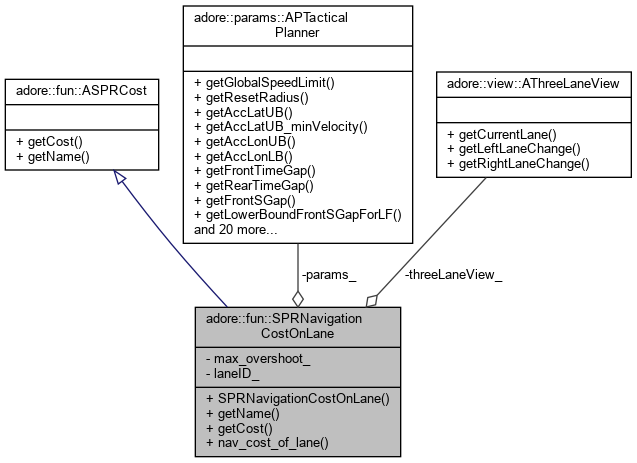 adore::params::APTactical
Planner
+ getGlobalSpeedLimit()
+ getResetRadius()
+ getAccLatUB()
+ getAccLatUB_minVelocity()
+ getAccLonUB()
+ getAccLonLB()
+ getFrontTimeGap()
+ getRearTimeGap()
+ getFrontSGap()
+ getLowerBoundFrontSGapForLF()
and 20 more...
adore::fun::ASPRCost
+ getCost()
+ getName()
adore::view::AThreeLaneView
+ getCurrentLane()
+ getLeftLaneChange()
+ getRightLaneChange()
-params_
-threeLaneView_
adore::fun::SPRNavigation
CostOnLane
- max_overshoot_
- laneID_
+ SPRNavigationCostOnLane()
+ getName()
+ getCost()
+ nav_cost_of_lane()